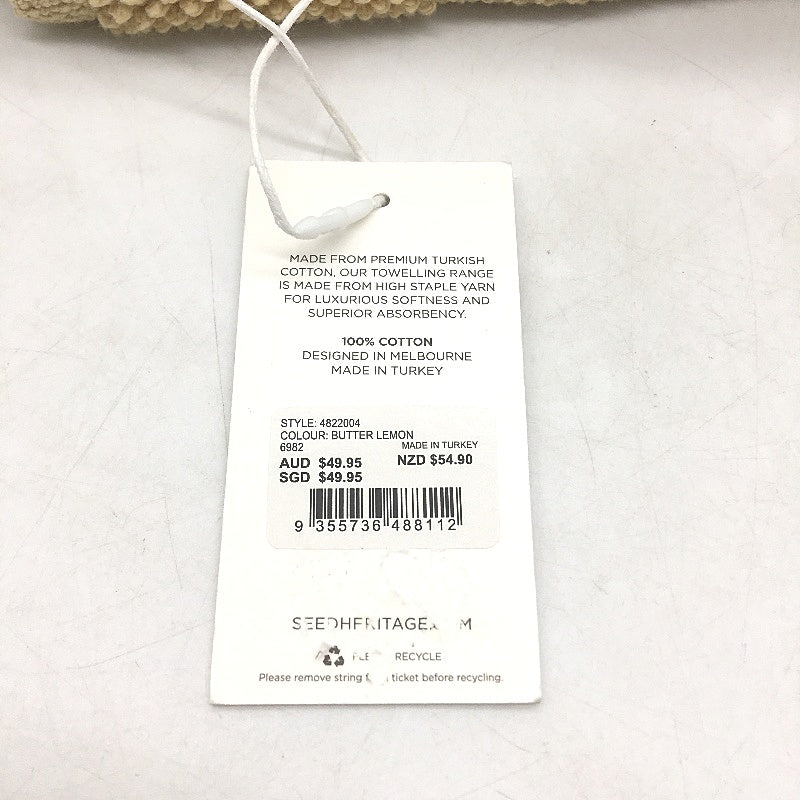 MADE FROM PREMIUM TURKISH
COTTON, OUR TOWELLING RANGE
IS MADE FROM HIGH STAPLE YARN
FOR LUXURIOUS SOFTNESS AND
SUPERIOR ABSORBENCY.
100% COTTON
DESIGNED IN MELBOURNE
MADE IN TURKEY
STYLE: 4822004
COLOUR: BUTTER LEMON
6982 MADE IN TURKEY
AUD $49.95 NZD $54.90
SGD $49.95
9 355736 488112
RECYCLE
Please remove string ticket before recycling.